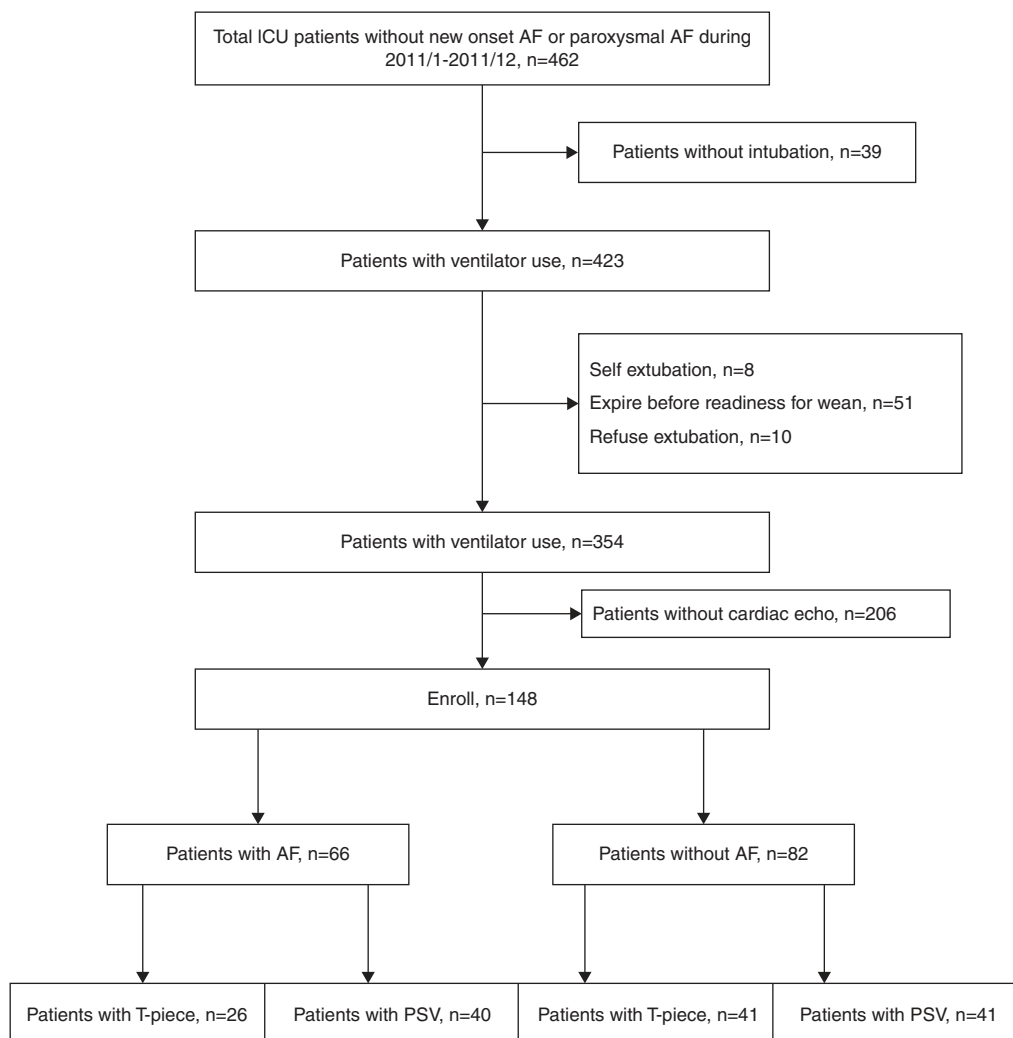 Total ICU patients without new onset AF or paroxysmal AF during
2011/1-2011/12, n=462
Patients without intubation, n=39
Patients with ventilator use, n=423
Self extubation, n=8
Expire before readiness for wean, n=51
Refuse extubation, n=10
Patients with ventilator use, n=354
Patients without cardiac echo, n=206
Enroll, n=148
Patients with AF, n=66
Patients without AF, n=82
Patients with T-piece, n=26
Patients with PSV, n=40
Patients with T-piece, n=41
Patients with PSV, n=41